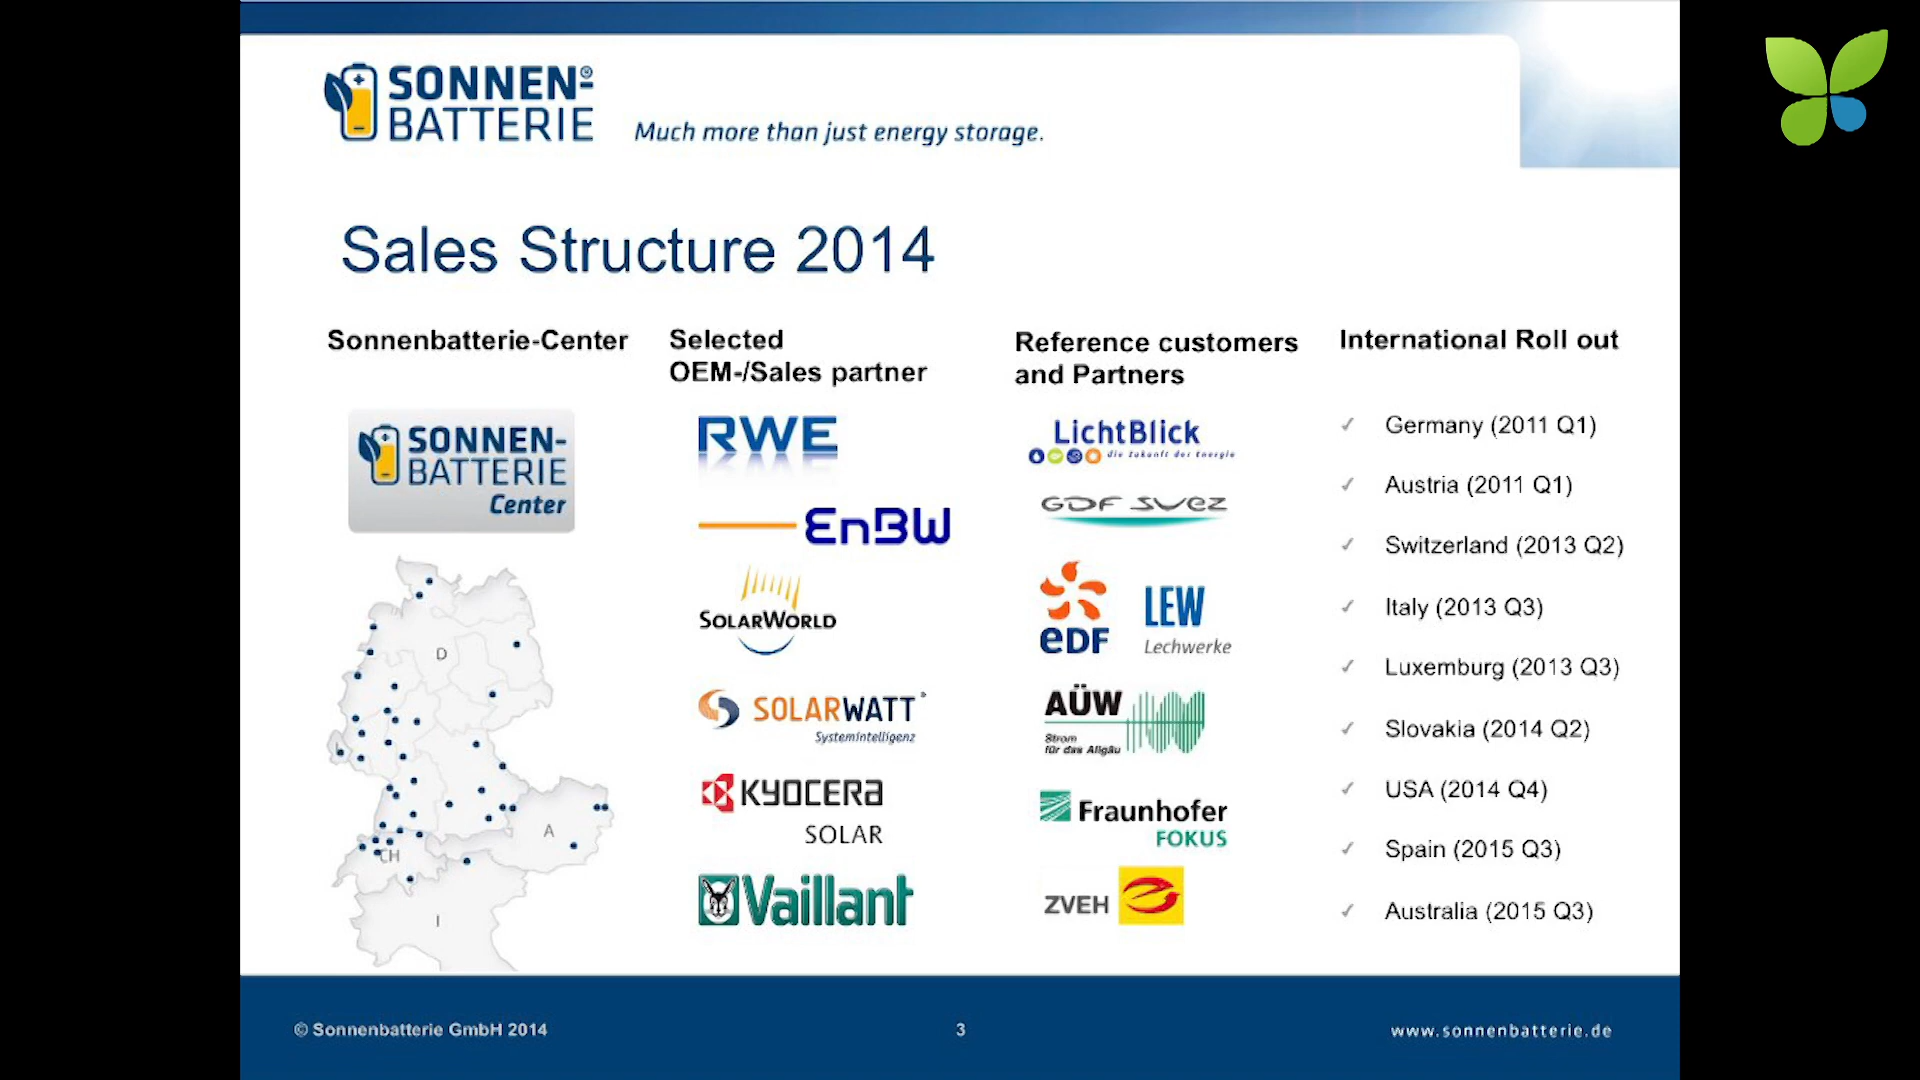 SONNEN-®
BATTERIE
Much more than just energy storage.
Sales Structure 2014
Sonnenbatterie-Center
SONNEN-
BATTERIE
Center
D
CH
A
I
Selected
OEM-/Sales partner
RWE
EnBW
SOLARWORLD
SOLARWATT®
Systemintelligenz
KYOCERA
SOLAR
Vaillant
Reference customers
and Partners
LichtBlick
die Zukunft der Energie
GDF SUEZ
eDF
LEW
Lechwerke
AÜW
Strom
für das Allgäu
Fraunhofer
FOKUS
ZVEH
International Roll out
✓ Germany (2011 Q1)
✓ Austria (2011 Q1)
✓ Switzerland (2013 Q2)
✓ Italy (2013 Q3)
✓ Luxemburg (2013 Q3)
✓ Slovakia (2014 Q2)
✓ USA (2014 Q4)
✓ Spain (2015 Q3)
✓ Australia (2015 Q3)
© Sonnenbatterie GmbH 2014
3
www.sonnenbatterie.de